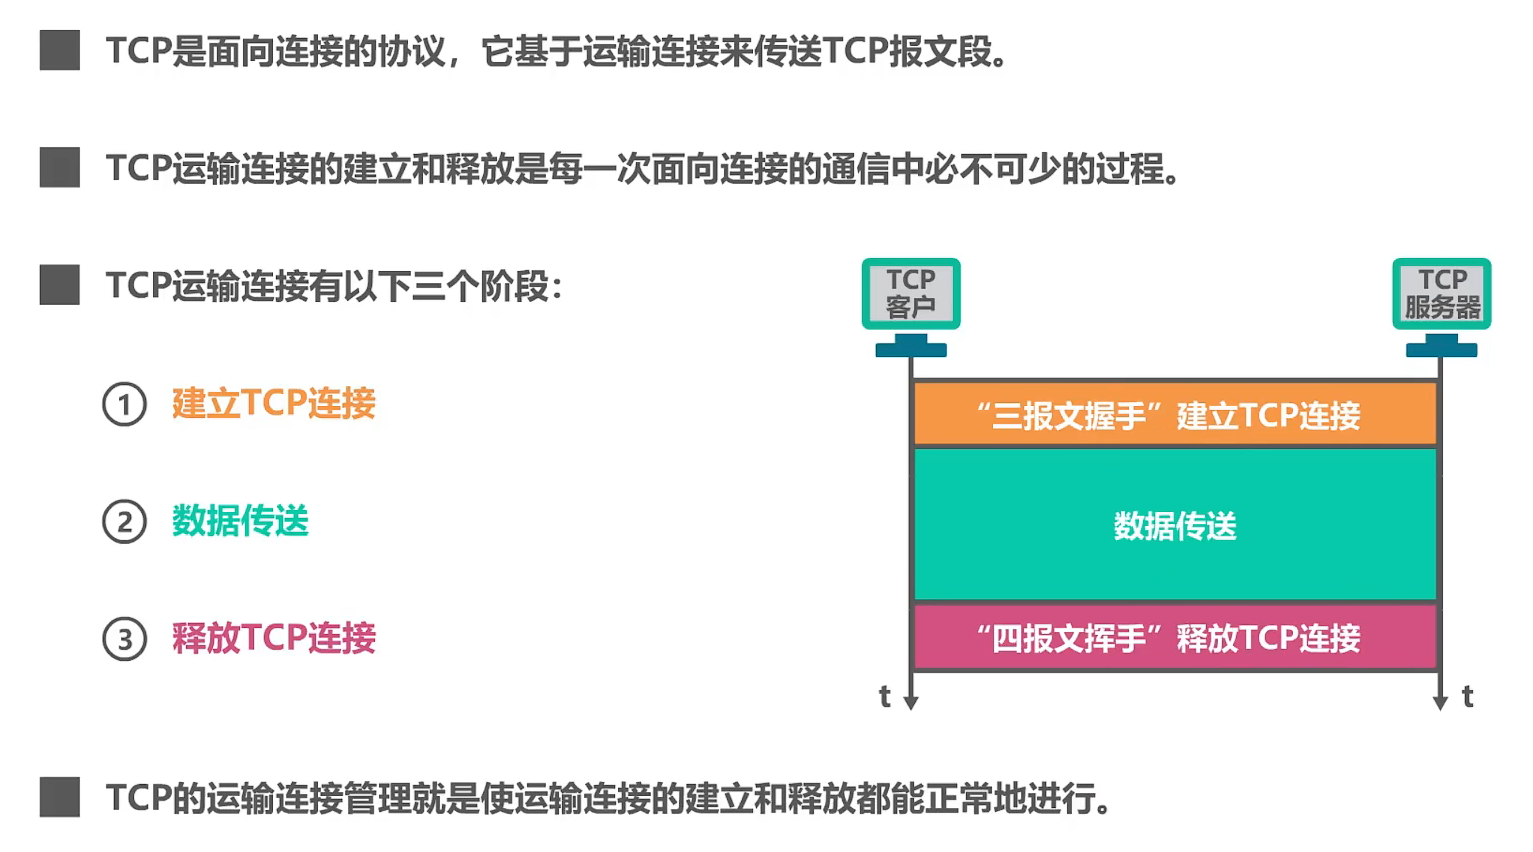 TCP是面向连接的协议，它基于运输连接来传送TCP报文段。
TCP运输连接的建立和释放是每一次面向连接的通信中必不可少的过程。
TCP运输连接有以下三个阶段：
① 建立TCP连接
② 数据传送
③ 释放TCP连接
TCP
客户
TCP
服务器
“三报文握手”建立TCP连接
数据传送
“四报文挥手”释放TCP连接
t
t
TCP的运输连接管理就是使运输连接的建立和释放都能正常地进行。